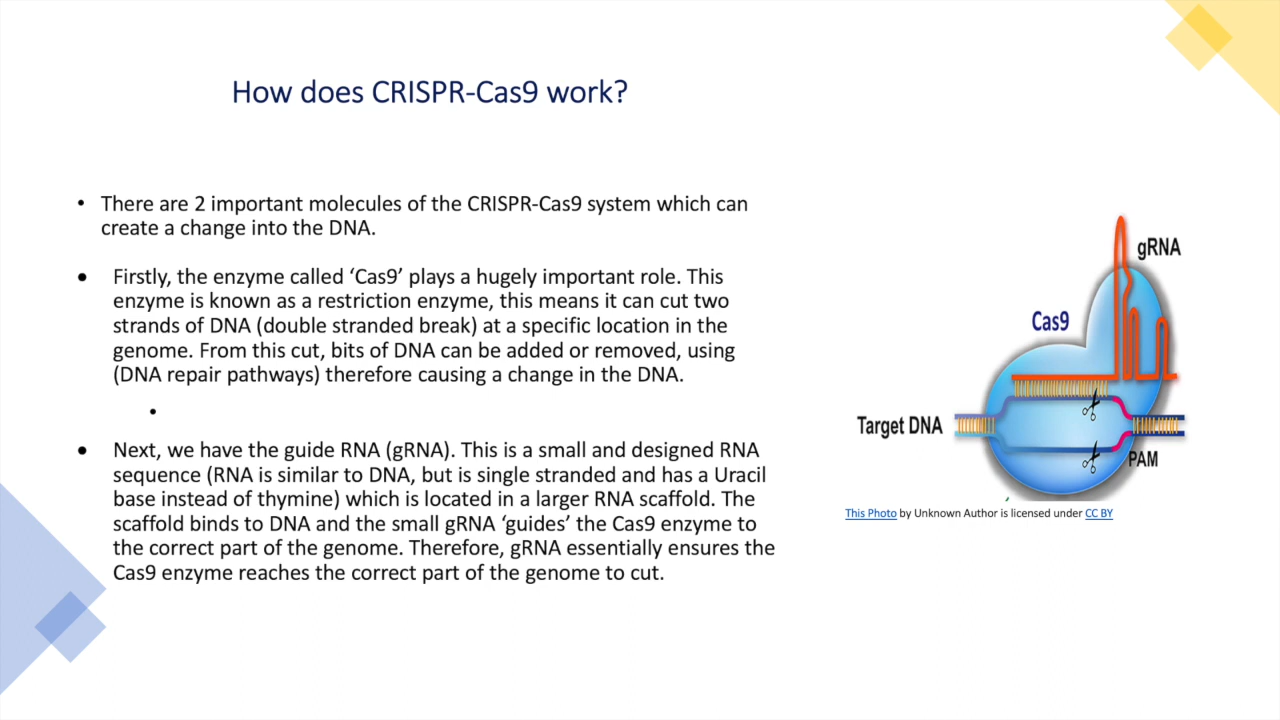 How does CRISPR-Cas9 work?
• There are 2 important molecules of the CRISPR-Cas9 system which can
create a change into the DNA.
● Firstly, the enzyme called ‘Cas9’ plays a hugely important role. This
enzyme is known as a restriction enzyme, this means it can cut two
strands of DNA (double stranded break) at a specific location in the
genome. From this cut, bits of DNA can be added or removed, using
(DNA repair pathways) therefore causing a change in the DNA.
•
● Next, we have the guide RNA (gRNA). This is a small and designed RNA
sequence (RNA is similar to DNA, but is single stranded and has a Uracil
base instead of thymine) which is located in a larger RNA scaffold. The
scaffold binds to DNA and the small gRNA ‘guides’ the Cas9 enzyme to
the correct part of the genome. Therefore, gRNA essentially ensures the
Cas9 enzyme reaches the correct part of the genome to cut.
gRNA
Cas9
Target DNA
PAM
This Photo by Unknown Author is licensed under CC BY